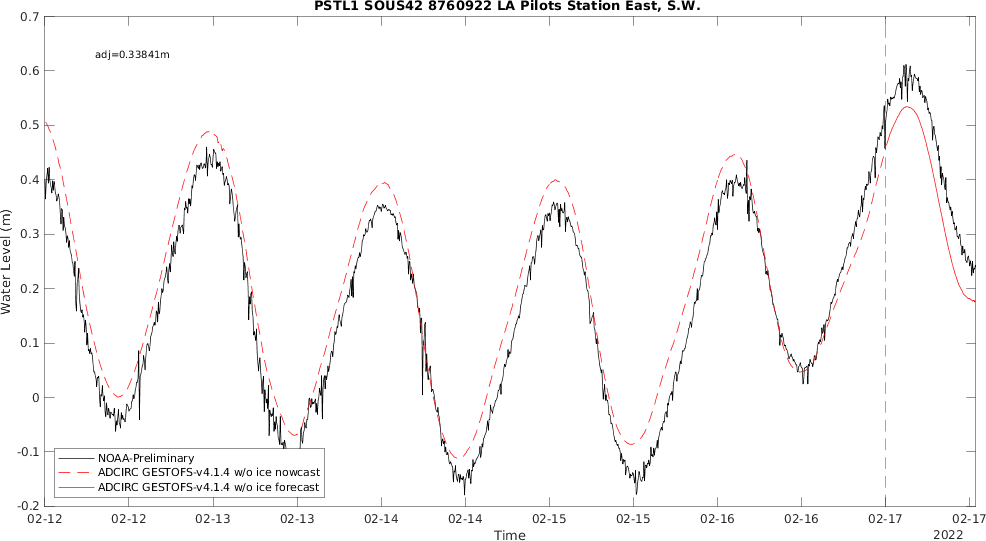 PSTL1 SOUS42 8760922 LA Pilots Station East, S.W.
adj=0.33841m
0.7
0.6
0.5
0.4
0.3
0.2
0.1
0
-0.1
-0.2
Water Level (m)
NOAA-Preliminary
ADCIRC GESTOFS-v4.1.4 w/o ice nowcast
ADCIRC GESTOFS-v4.1.4 w/o ice forecast
02-12 02-12 02-13 02-13 02-14 02-14 02-15 02-15 02-16 02-16 02-17 02-17
Time
2022